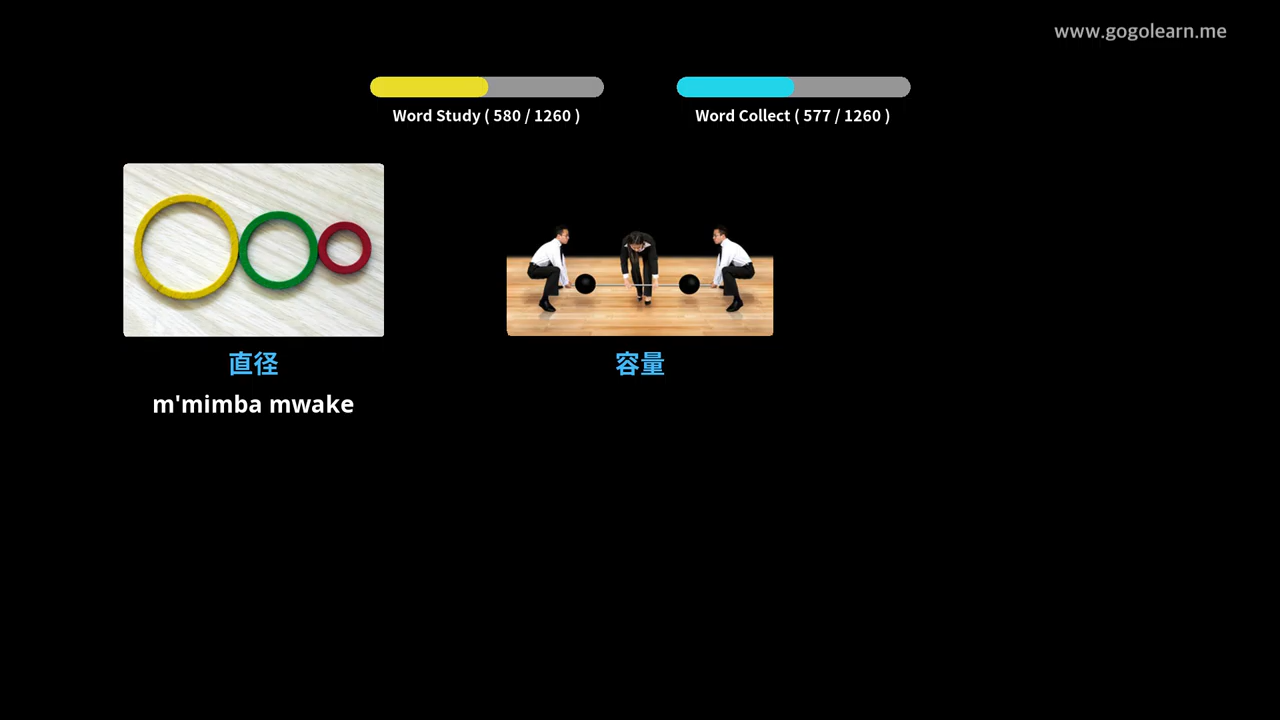 www.gogolearn.me
Word Study ( 580 / 1260 )
Word Collect ( 577 / 1260 )
直径
m'mimba mwake
容量